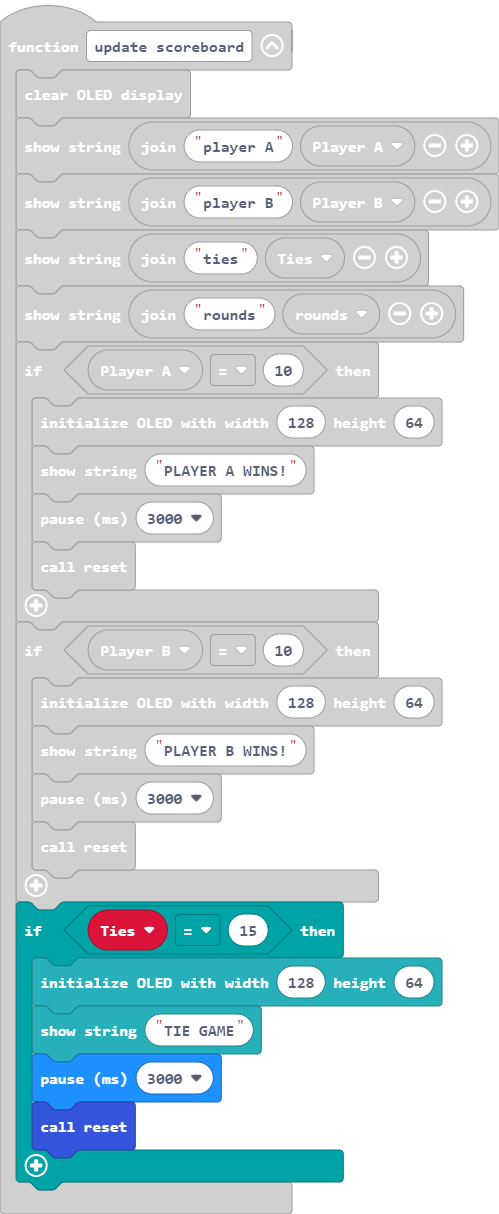 function update scoreboard
clear OLED display
show string join "player A" Player A
show string join "player B" Player B
show string join "ties" Ties
show string join "rounds" rounds
if Player A = 10 then
initialize OLED with width 128 height 64
show string "PLAYER A WINS!"
pause (ms) 3000
call reset
if Player B = 10 then
initialize OLED with width 128 height 64
show string "PLAYER B WINS!"
pause (ms) 3000
call reset
if Ties = 15 then
initialize OLED with width 128 height 64
show string "TIE GAME"
pause (ms) 3000
call reset